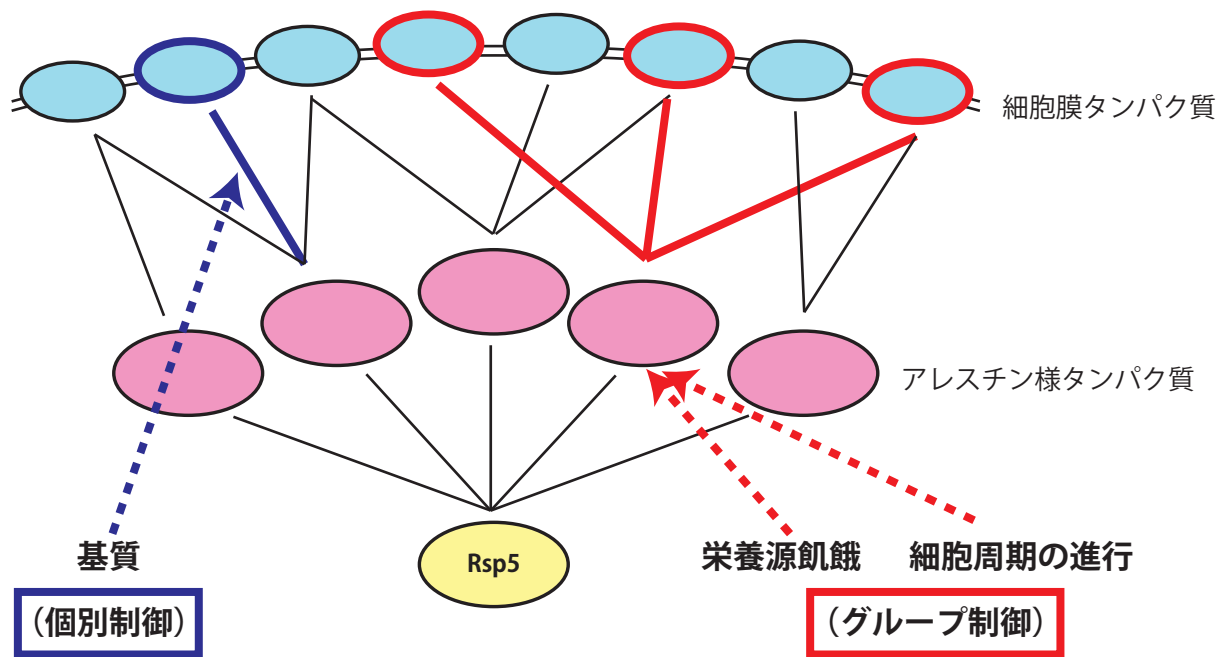 細胞膜タンパク質
アレスチン様タンパク質
Rsp5
基質
栄養源飢餓
細胞周期の進行
（個別制御）
（グループ制御）